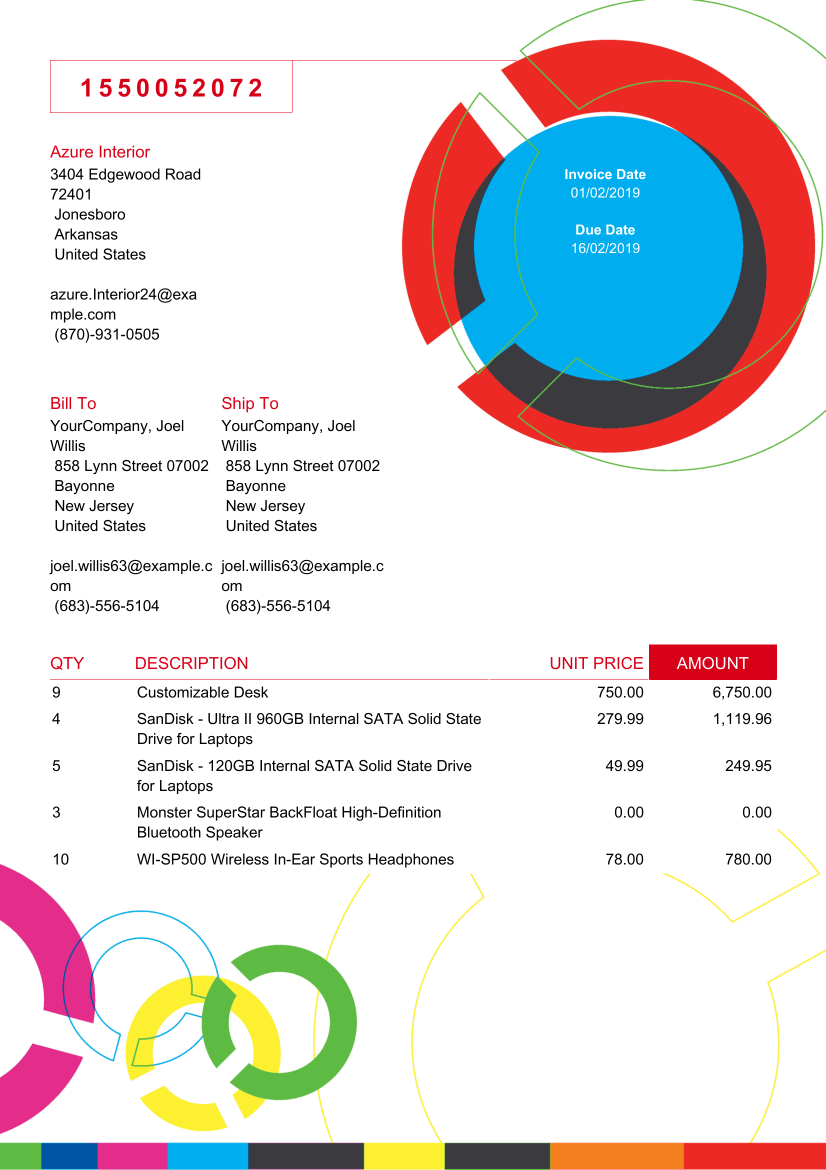 1550052072
Azure Interior
3404 Edgewood Road
72401
Jonesboro
Arkansas
United States
azure.Interior24@exa
mple.com
(870)-931-0505
Invoice Date
01/02/2019
Due Date
16/02/2019
Bill To
YourCompany, Joel
Willis
858 Lynn Street 07002
Bayonne
New Jersey
United States
joel.willis63@example.c
om
(683)-556-5104
Ship To
YourCompany, Joel
Willis
858 Lynn Street 07002
Bayonne
New Jersey
United States
joel.willis63@example.c
om
(683)-556-5104
QTY DESCRIPTION UNIT PRICE AMOUNT
9 Customizable Desk 750.00 6,750.00
4 SanDisk - Ultra II 960GB Internal SATA Solid State 279.99 1,119.96
Drive for Laptops
5 SanDisk - 120GB Internal SATA Solid State Drive 49.99 249.95
for Laptops
3 Monster SuperStar BackFloat High-Definition 0.00 0.00
Bluetooth Speaker
10 WI-SP500 Wireless In-Ear Sports Headphones 78.00 780.00